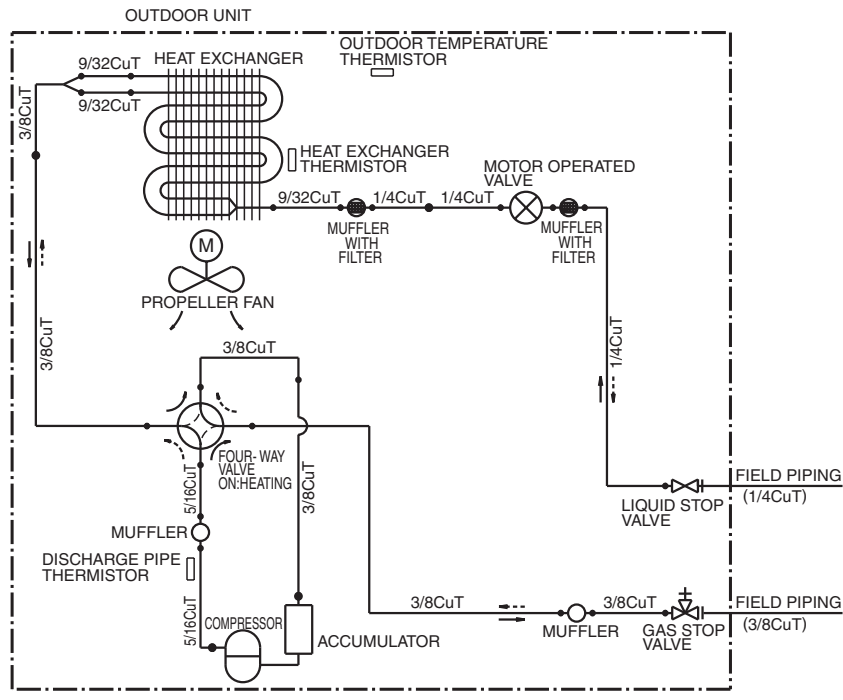 OUTDOOR UNIT
HEAT EXCHANGER
OUTDOOR TEMPERATURE
THERMISTOR
9/32CuT
9/32CuT
3/8CuT
HEAT EXCHANGER
THERMISTOR
MOTOR OPERATED
VALVE
9/32CuT
1/4CuT
1/4CuT
MUFFLER
WITH
FILTER
MUFFLER
WITH
FILTER
M
PROPELLER FAN
3/8CuT
3/8CuT
1/4CuT
FOUR- WAY
VALVE
ON:HEATING
5/16CuT
3/8CuT
MUFFLER
DISCHARGE PIPE
THERMISTOR
5/16CuT
COMPRESSOR
ACCUMULATOR
LIQUID STOP
VALVE
FIELD PIPING
(1/4CuT)
3/8CuT
MUFFLER
3/8CuT
GAS STOP
VALVE
FIELD PIPING
(3/8CuT)